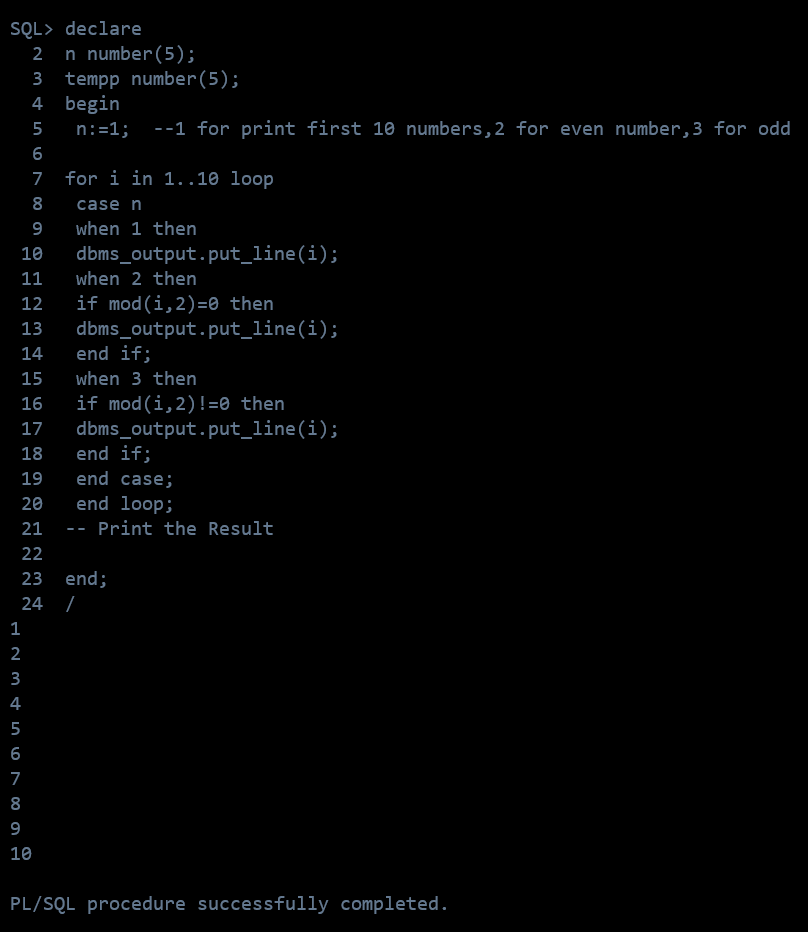 SQL> declare
  2  n number(5);
  3  tempp number(5);
  4  begin
  5   n:=1;  --1 for print first 10 numbers,2 for even number,3 for odd
  6
  7  for i in 1..10 loop
  8   case n
  9   when 1 then
 10   dbms_output.put_line(i);
 11   when 2 then
 12   if mod(i,2)=0 then
 13   dbms_output.put_line(i);
 14   end if;
 15   when 3 then
 16   if mod(i,2)!=0 then
 17   dbms_output.put_line(i);
 18   end if;
 19   end case;
 20   end loop;
 21  -- Print the Result
 22
 23  end;
 24  /
1
2
3
4
5
6
7
8
9
10
PL/SQL procedure successfully completed.